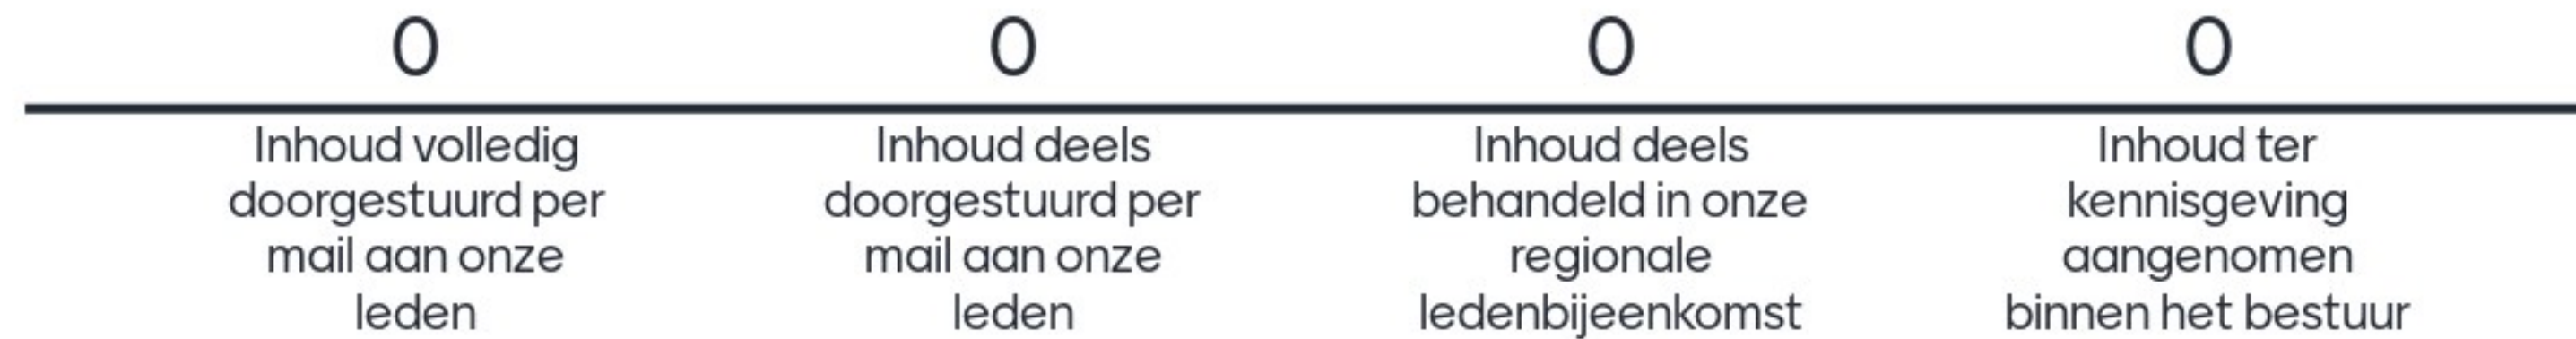 0 0 0 0
Inhoud volledig
doorgestuurd per
mail aan onze
leden
Inhoud deels
doorgestuurd per
mail aan onze
leden
Inhoud deels
behandeld in onze
regionale
ledenbijeenkomst
Inhoud ter
kennisgeving
aangenomen
binnen het bestuur